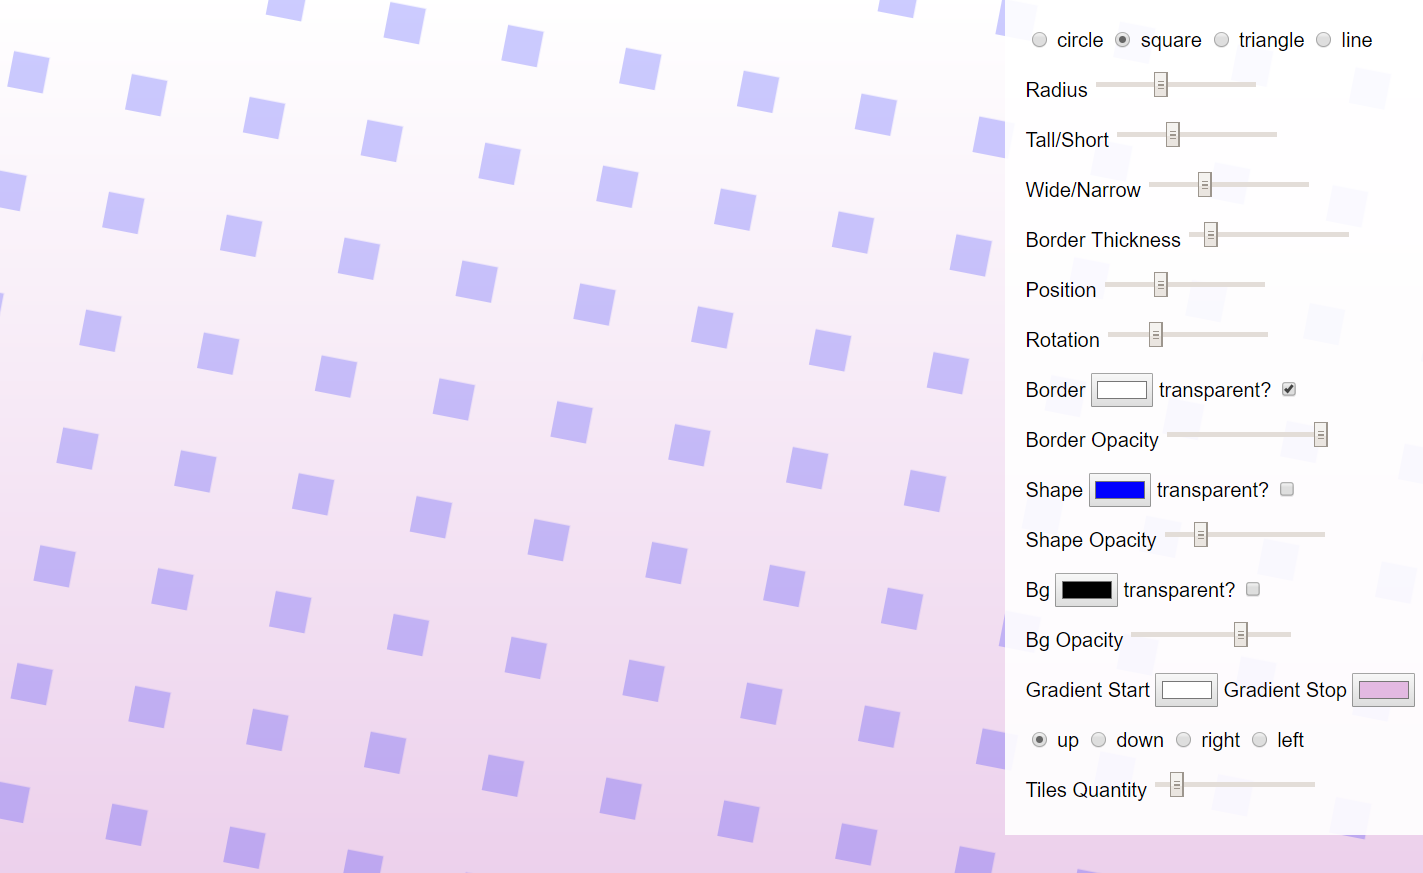 circle square triangle line
Radius
Tall/Short
Wide/Narrow
Border Thickness
Position
Rotation
Border transparent?
Border Opacity
Shape transparent?
Shape Opacity
Bg transparent?
Bg Opacity
Gradient Start Gradient Stop
up down right left
Tiles Quantity